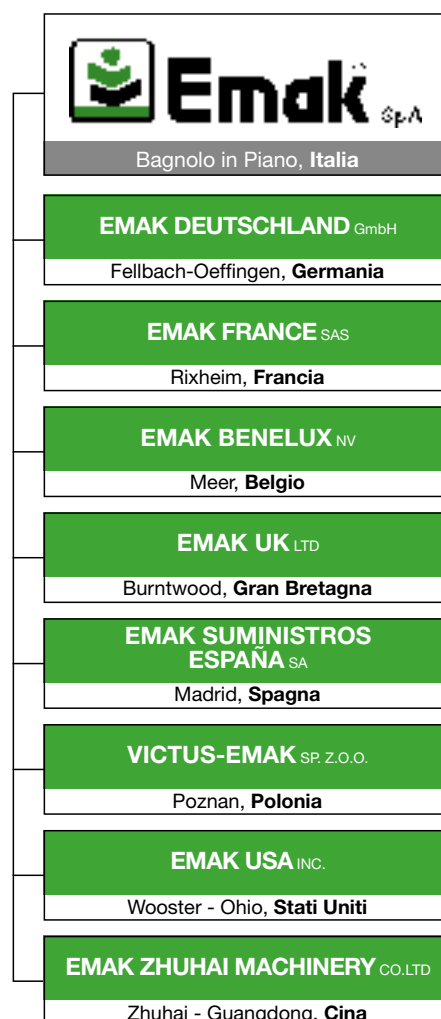 Emak SpA
Bagnolo in Piano, Italia
EMAK DEUTSCHLAND GmbH
Fellbach-Oeffingen, Germania
EMAK FRANCE SAS
Rixheim, Francia
EMAK BENELUX NV
Meer, Belgio
EMAK UK LTD
Burntwood, Gran Bretagna
EMAK SUMINISTROS
ESPAÑA SA
Madrid, Spagna
VICTUS-EMAK SP. Z.O.O.
Poznan, Polonia
EMAK USA INC.
Wooster - Ohio, Stati Uniti
EMAK ZHUHAI MACHINERY CO.LTD
Zhuhai - Guangdong, Cina